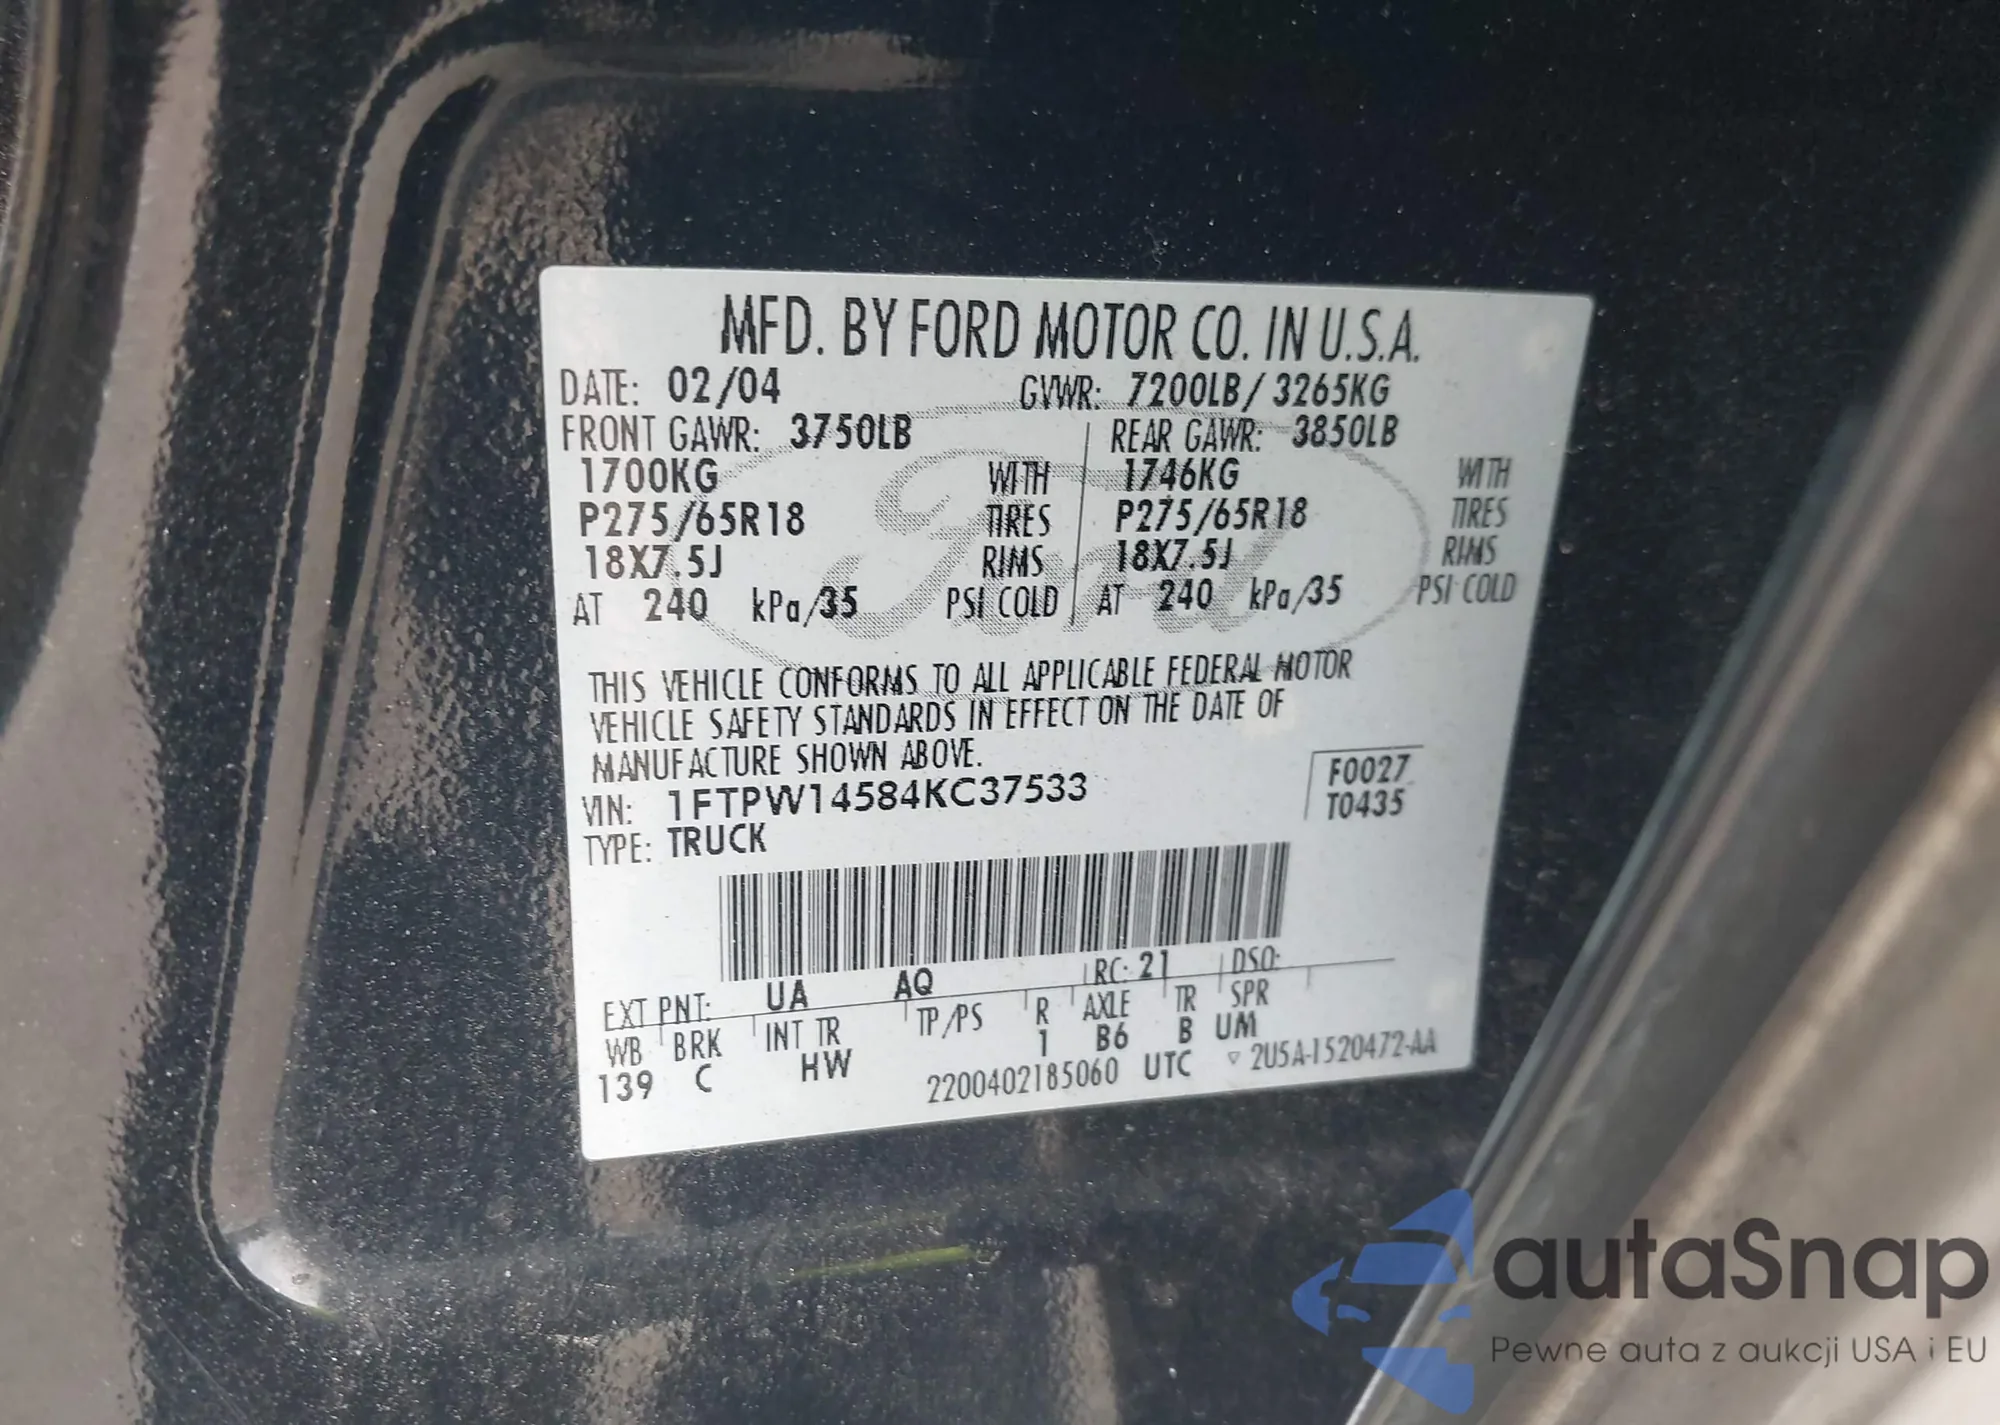 MFD. BY FORD MOTOR CO. IN U.S.A.
DATE: 02/04 GVWR: 7200LB/ 3265KG
FRONT GAWR: 3750LB REAR GAWR: 3850LB
1700KG WITH 1746KG WITH
P275/65R18 TIRES P275/65R18 TIRES
18X7.5J RIMS 18X7.5J RIMS
AT 240 kPa/35 PSI COLD AT 240 kPa/35 PSI COLD
Ford
THIS VEHICLE CONFORMS TO ALL APPLICABLE FEDERAL MOTOR
VEHICLE SAFETY STANDARDS IN EFFECT ON THE DATE OF
MANUFACTURE SHOWN ABOVE.
VIN: 1FTPW14584KC37533
F0027
T0435
TYPE: TRUCK
EXT PNT: UA AQ RC: 21 DSO:
WB BRK INT TR TP/PS R AXLE TR SPR
139 C HW 1 B6 B UM
2200402185060 UTC ▽ 2U5A-1520472-AA
autaSnap
Pewne auta z aukcji USA i EU